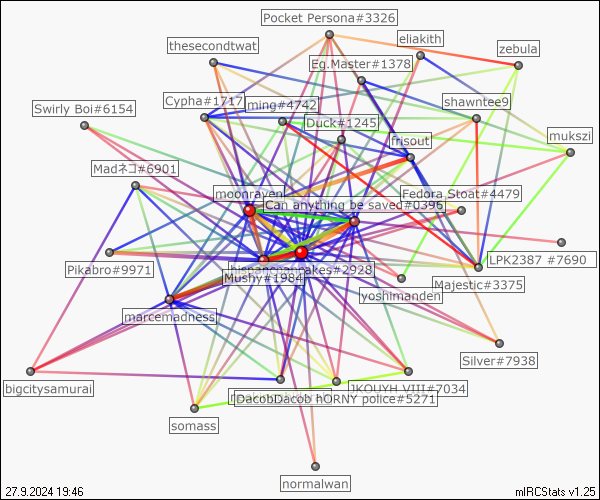 Pocket Persona#3326
eliakith
thesecondtwat
zebula
Eg.Master#1378
Cypha#1717
ming#4742
shawntee9
Swirly Boi#6154
Duck#1245
frisout
mukszi
Madネコ#6901
moonraven
Fedora Stoat#4479
Can anything be saved#0396
LPK2387 #7690
Pikabro#9971
hispanicpancakes#2928
Mushy#1984
Majestic#3375
yoshimanden
marcemadness
Silver#7938
bigcitysamurai
JKOUYH VIII#7034
DacobDacob hORNY police#5271
somass
normalwan
27.9.2024 19:46
mIRCStats v1.25